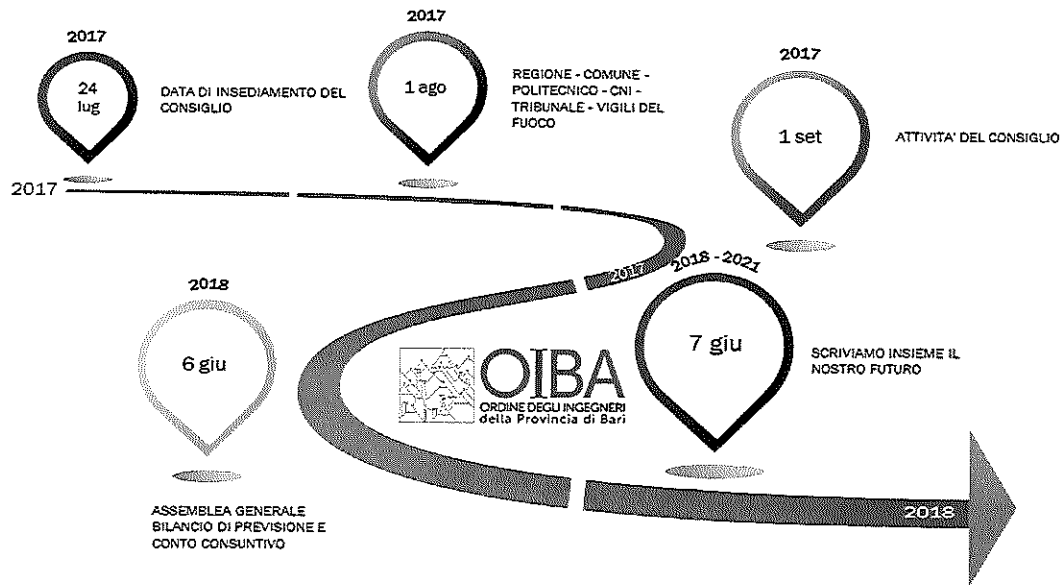 2017
24
lug
DATA DI INSEDIAMENTO DEL
CONSIGLIO
2017
1 ago
REGIONE - COMUNE -
POLITECNICO - CNI -
TRIBUNALE - VIGILI DEL
FUOCO
2017
1 set
ATTIVITA' DEL CONSIGLIO
2017
2017
2018 - 2021
7 giu
SCRIVIAMO INSIEME IL
NOSTRO FUTURO
2018
6 giu
ASSEMBLEA GENERALE
BILANCIO DI PREVISIONE E
CONTO CONSUNTIVO
OIBA
ORDINE DEGLI INGEGNERI
della Provincia di Bari
2018